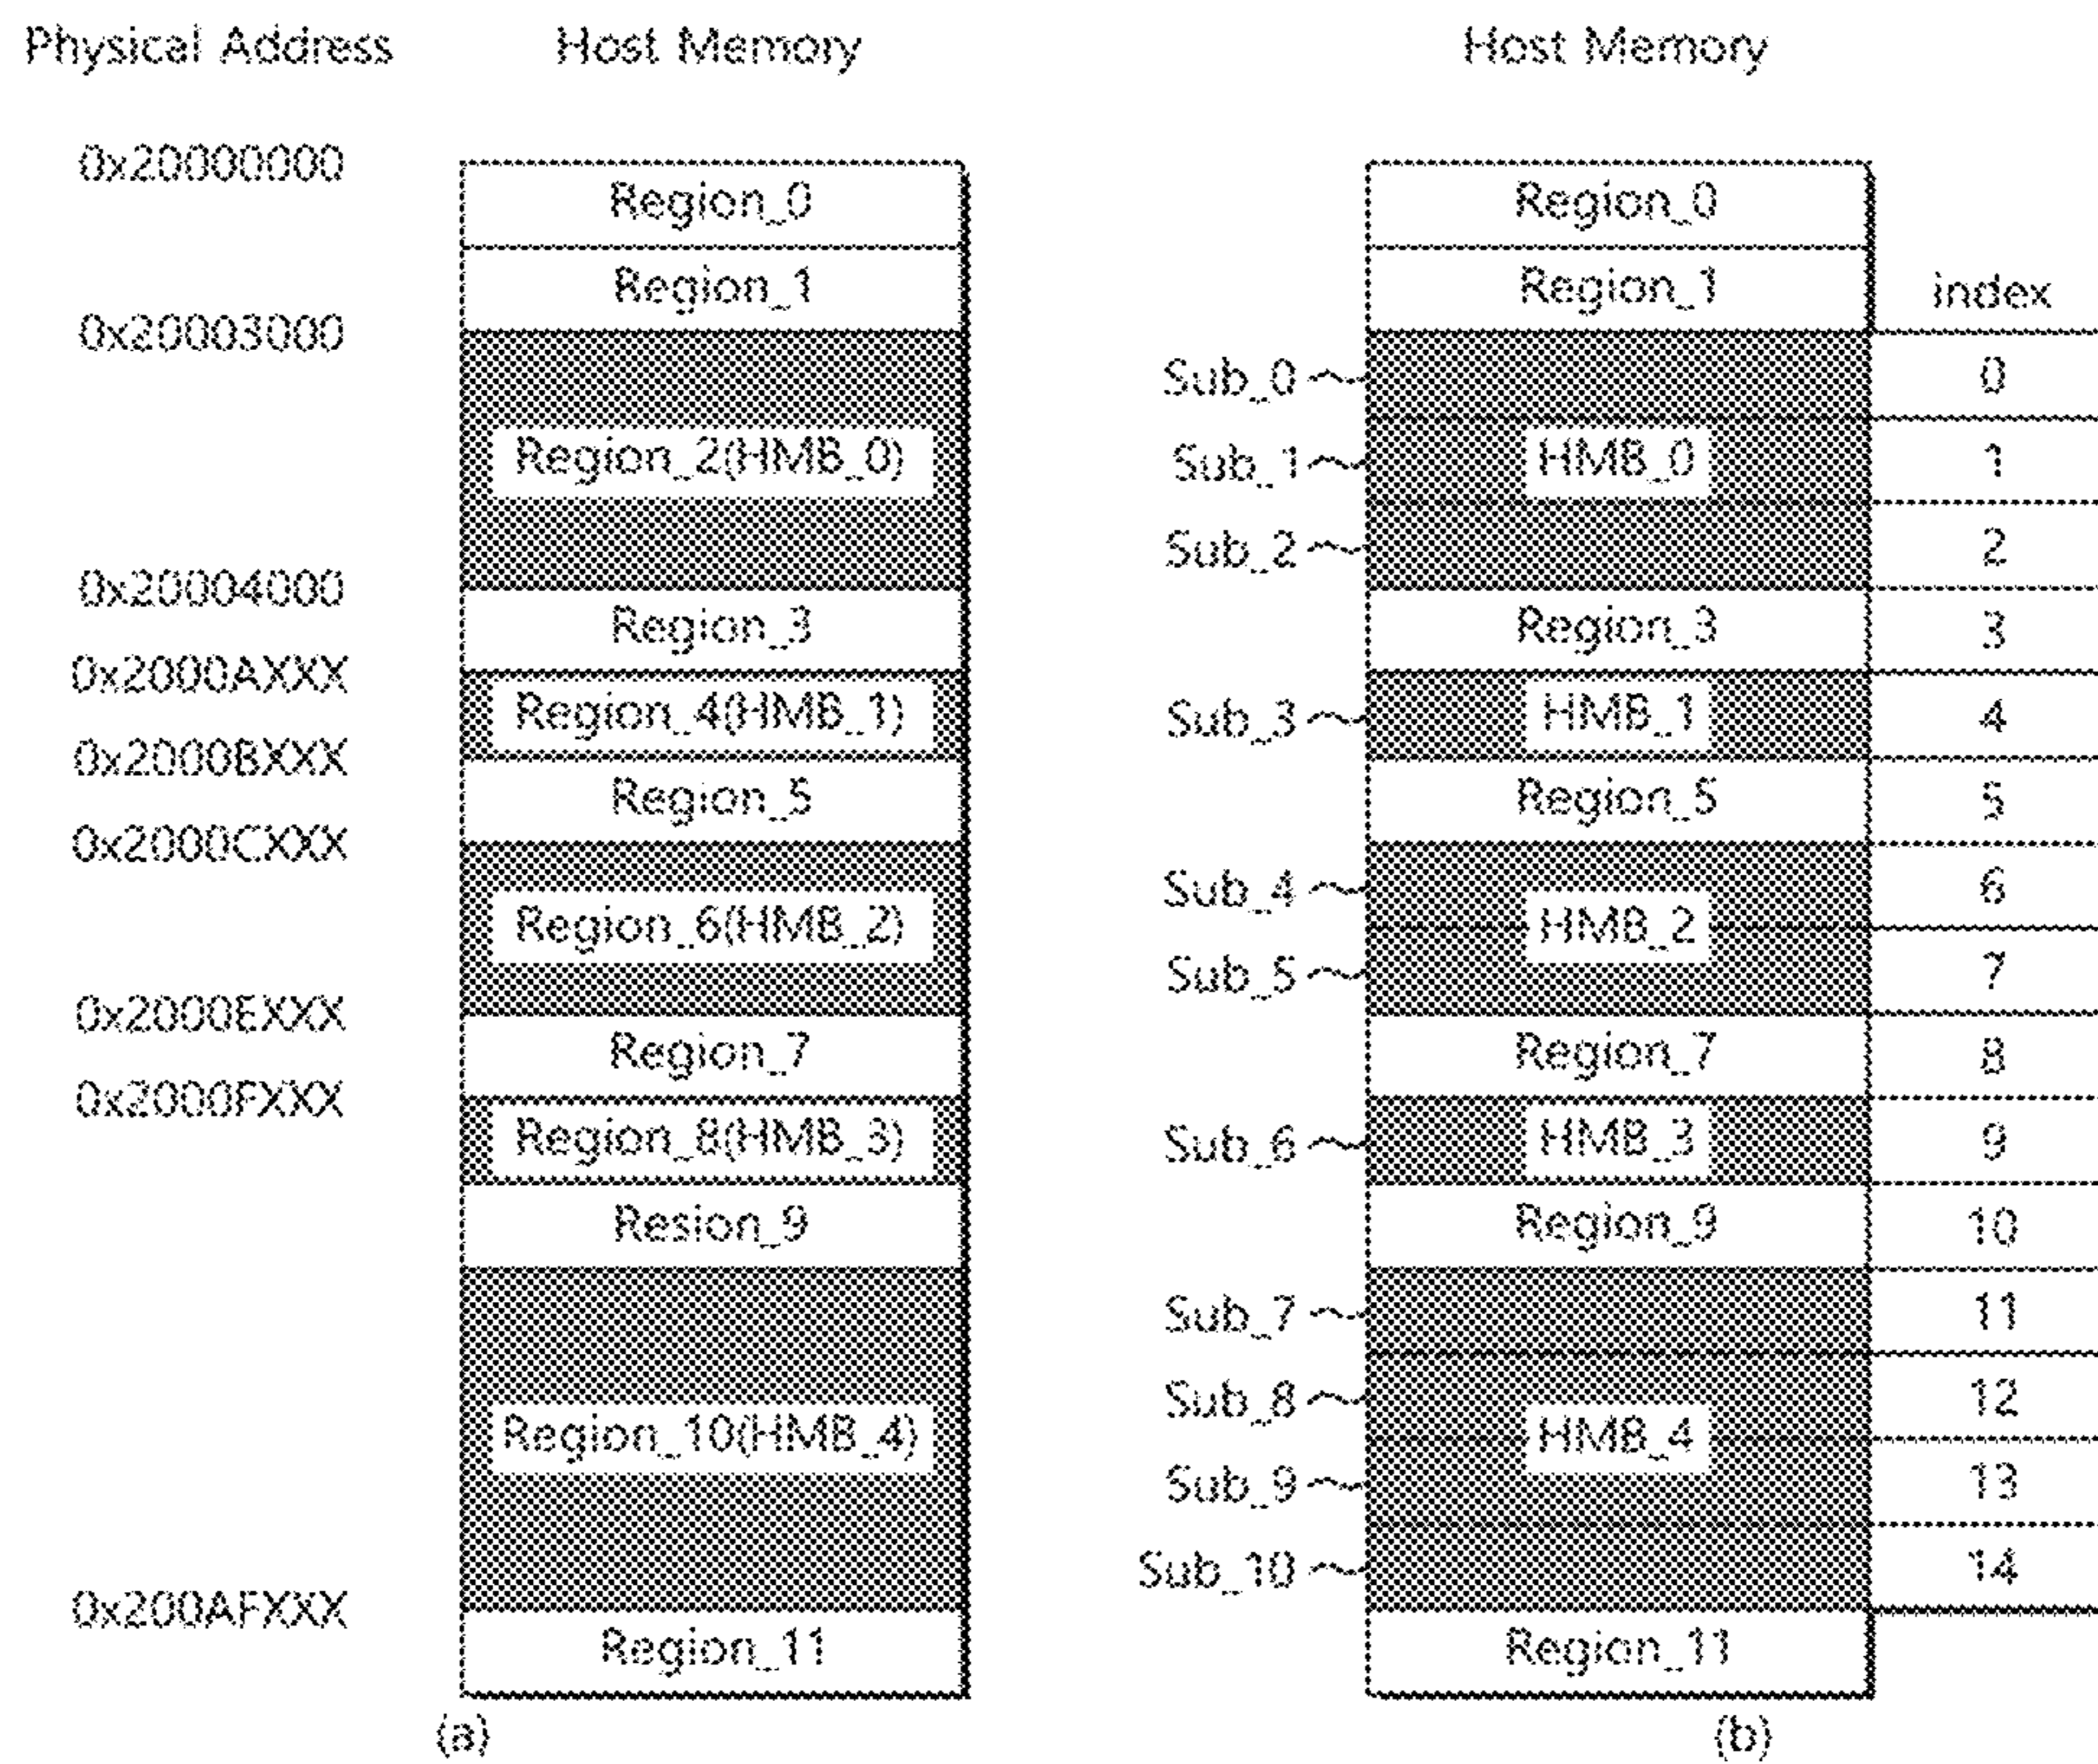 Physical Address Host Memory Host Memory
0x20000000
Region_0 Region_0
Region_1 Region_1 index
0x20003000
Sub_0 0
Region_2(HMB_0) Sub_1 HMB_0 1
Sub_2 2
0x20004000
Region_3 Region_3 3
0x2000AXXX
Region_4(HMB_1) Sub_3 HMB_1 4
0x2000BXXX
Region_5 Region_5 5
0x2000CXXX
Sub_4 6
Region_6(HMB_2) HMB_2
Sub_5 7
0x2000EXXX
Region_7 Region_7 8
0x2000FXXX
Region_8(HMB_3) Sub_6 HMB_3 9
Resion_9 Region_9 10
Sub_7 11
Sub_8 12
Region_10(HMB_4) HMB_4
Sub_9 13
Sub_10 14
0x200AFXXX
Region_11 Region_11
(a) (b)